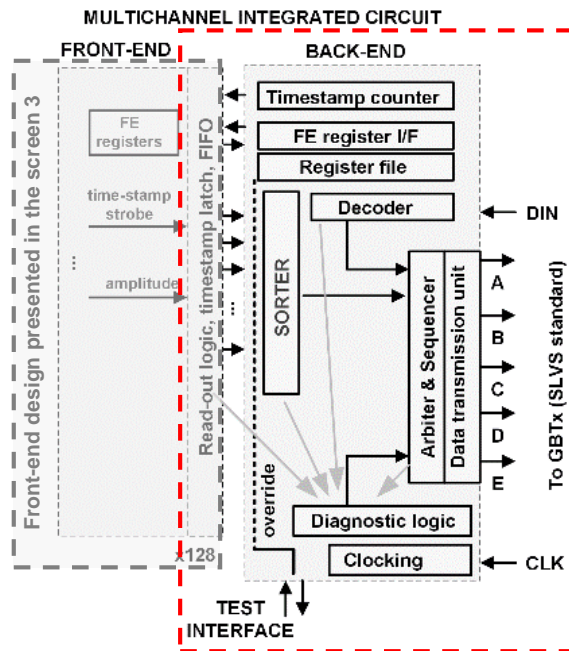 MULTICHANNEL INTEGRATED CIRCUIT
FRONT-END
BACK-END
Front-end design presented in the screen 3
FE
registers
time-stamp
strobe
...
amplitude
Read-out logic, timestamp latch, FIFO
x128
...
Timestamp counter
FE register I/F
Register file
Decoder
SORTER
Arbiter & Sequencer
Data transmission unit
override
Diagnostic logic
Clocking
DIN
A
B
C
D
E
To GBTx (SLVS standard)
CLK
TEST
INTERFACE